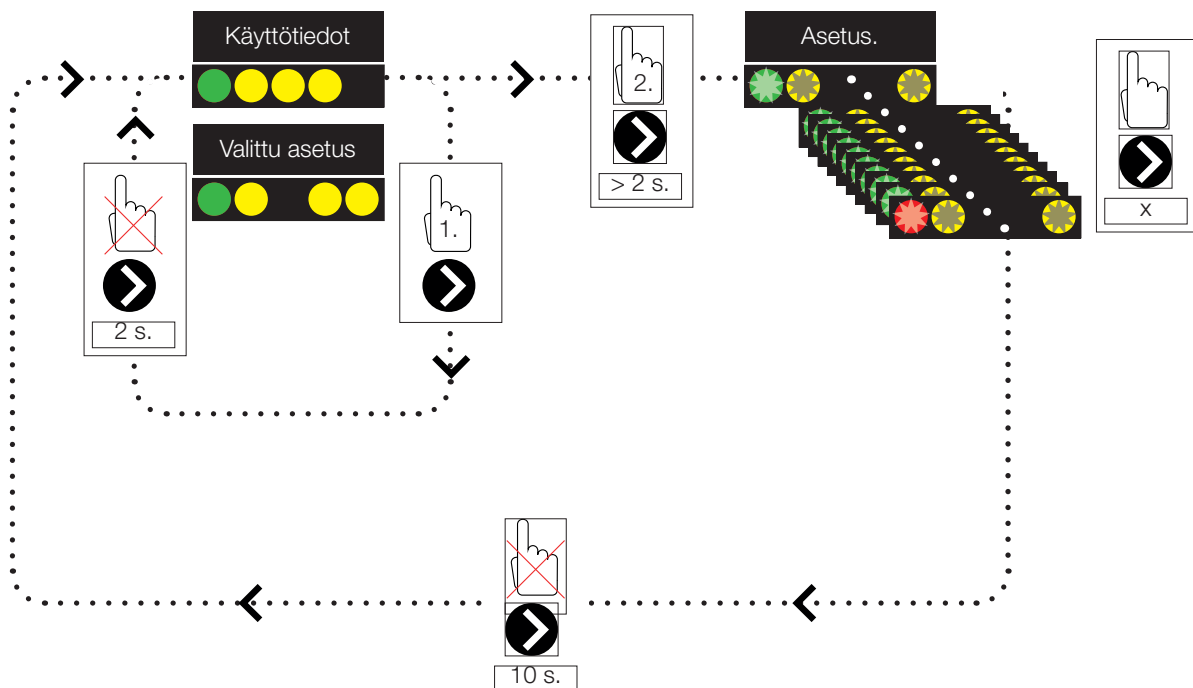 Käyttötiedot
Valittu asetus
2 s.
1.
2.
> 2 s.
Asetus.
x
10 s.